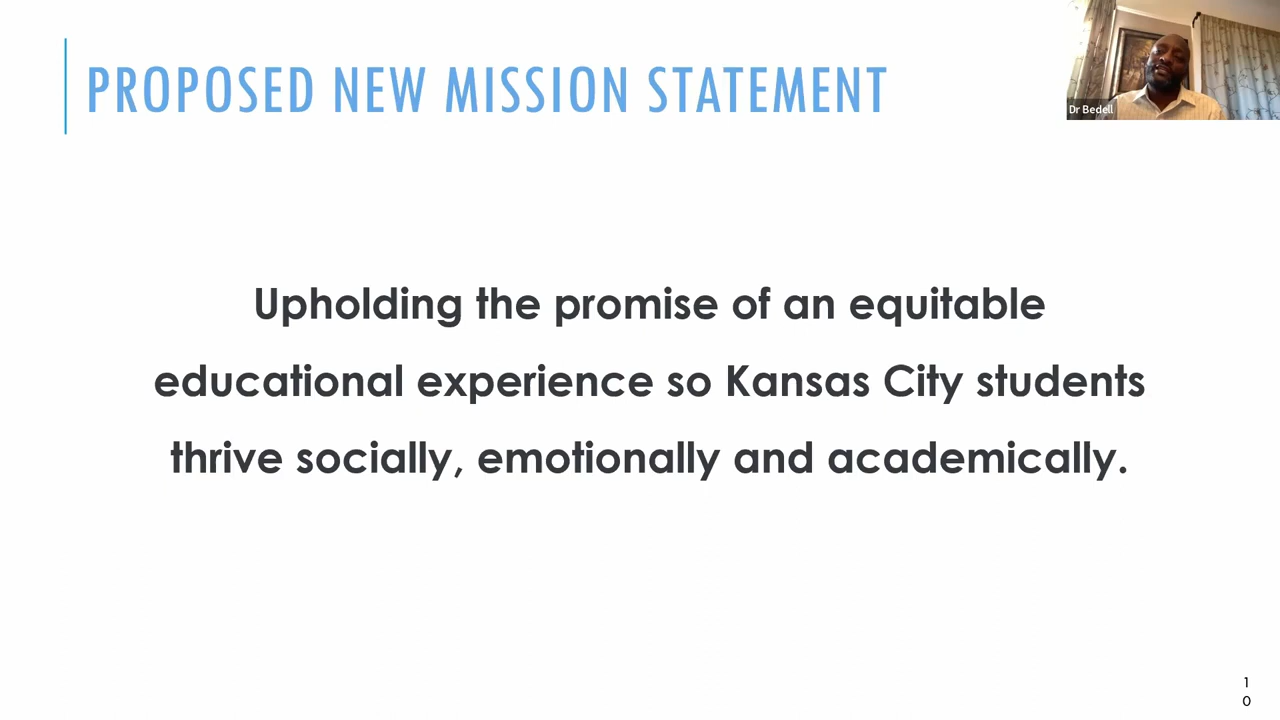 PROPOSED NEW MISSION STATEMENT
Dr Bedell
Upholding the promise of an equitable
educational experience so Kansas City students
thrive socially, emotionally and academically.
1
0